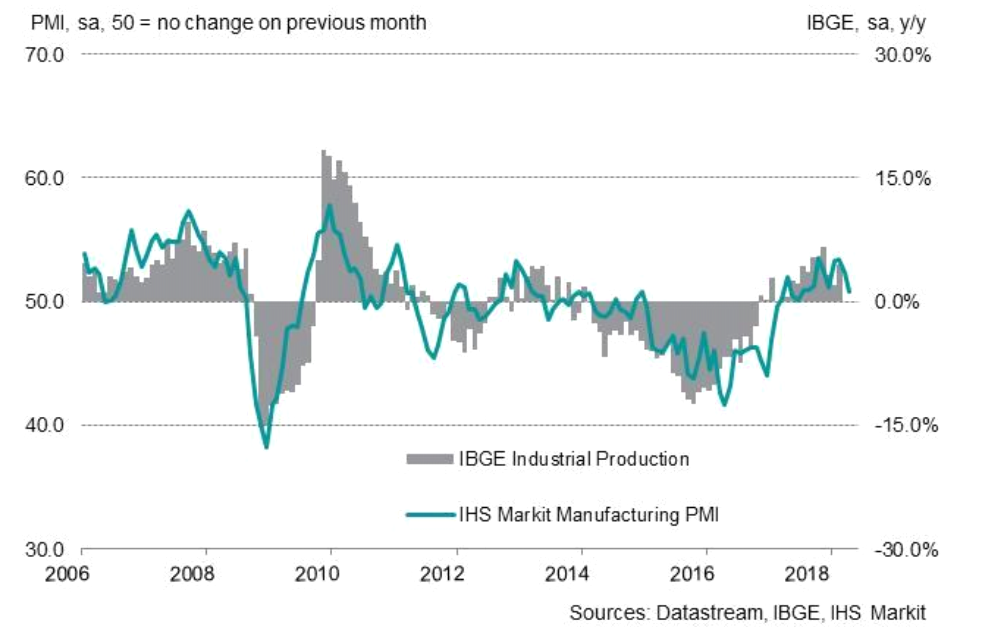 PMI, sa, 50 = no change on previous month IBGE, sa, y/y
70.0 30.0%
60.0 15.0%
50.0 0.0%
40.0 -15.0%
IBGE Industrial Production
IHS Markit Manufacturing PMI
30.0 -30.0%
2006 2008 2010 2012 2014 2016 2018
Sources: Datastream, IBGE, IHS Markit